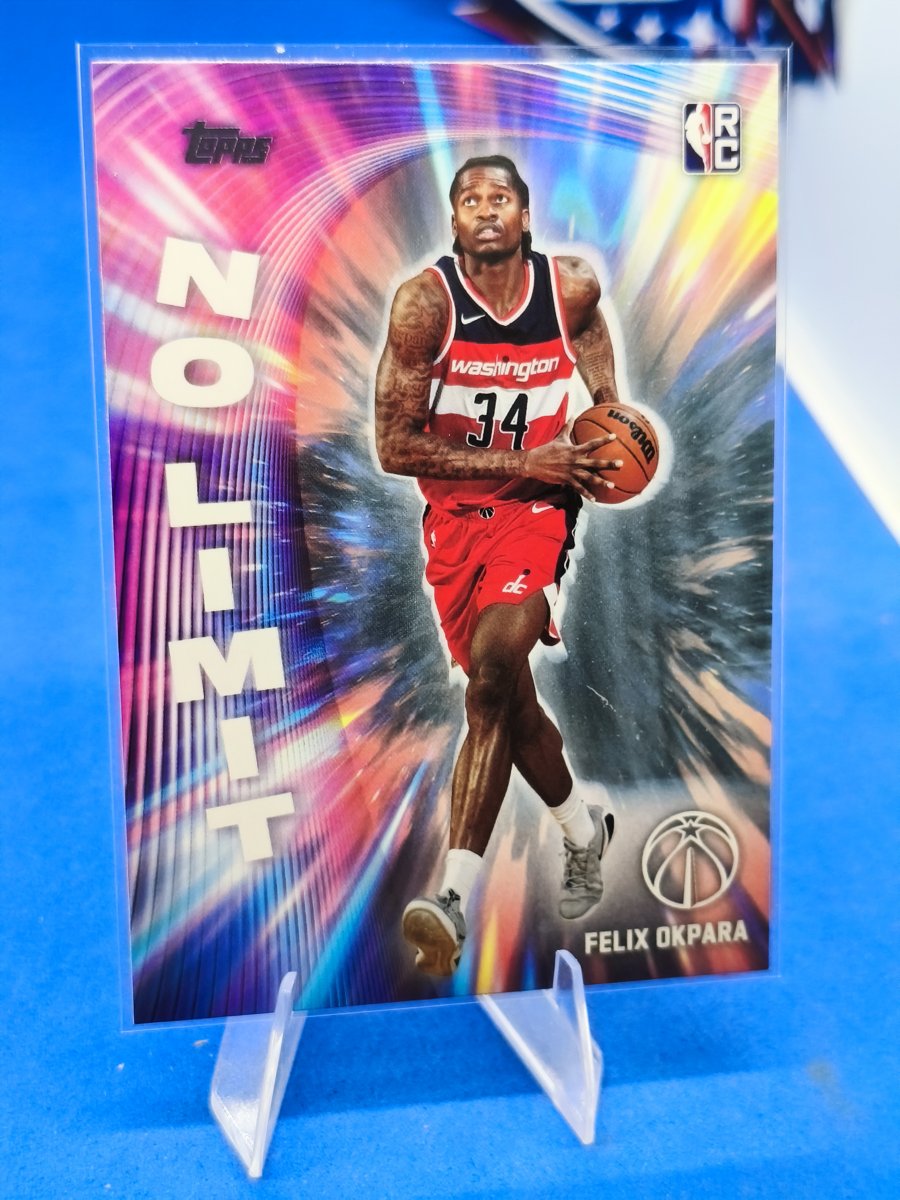 Topps
RC
NO LIMIT
washington
34
Wilson
dc
FELIX OKPARA